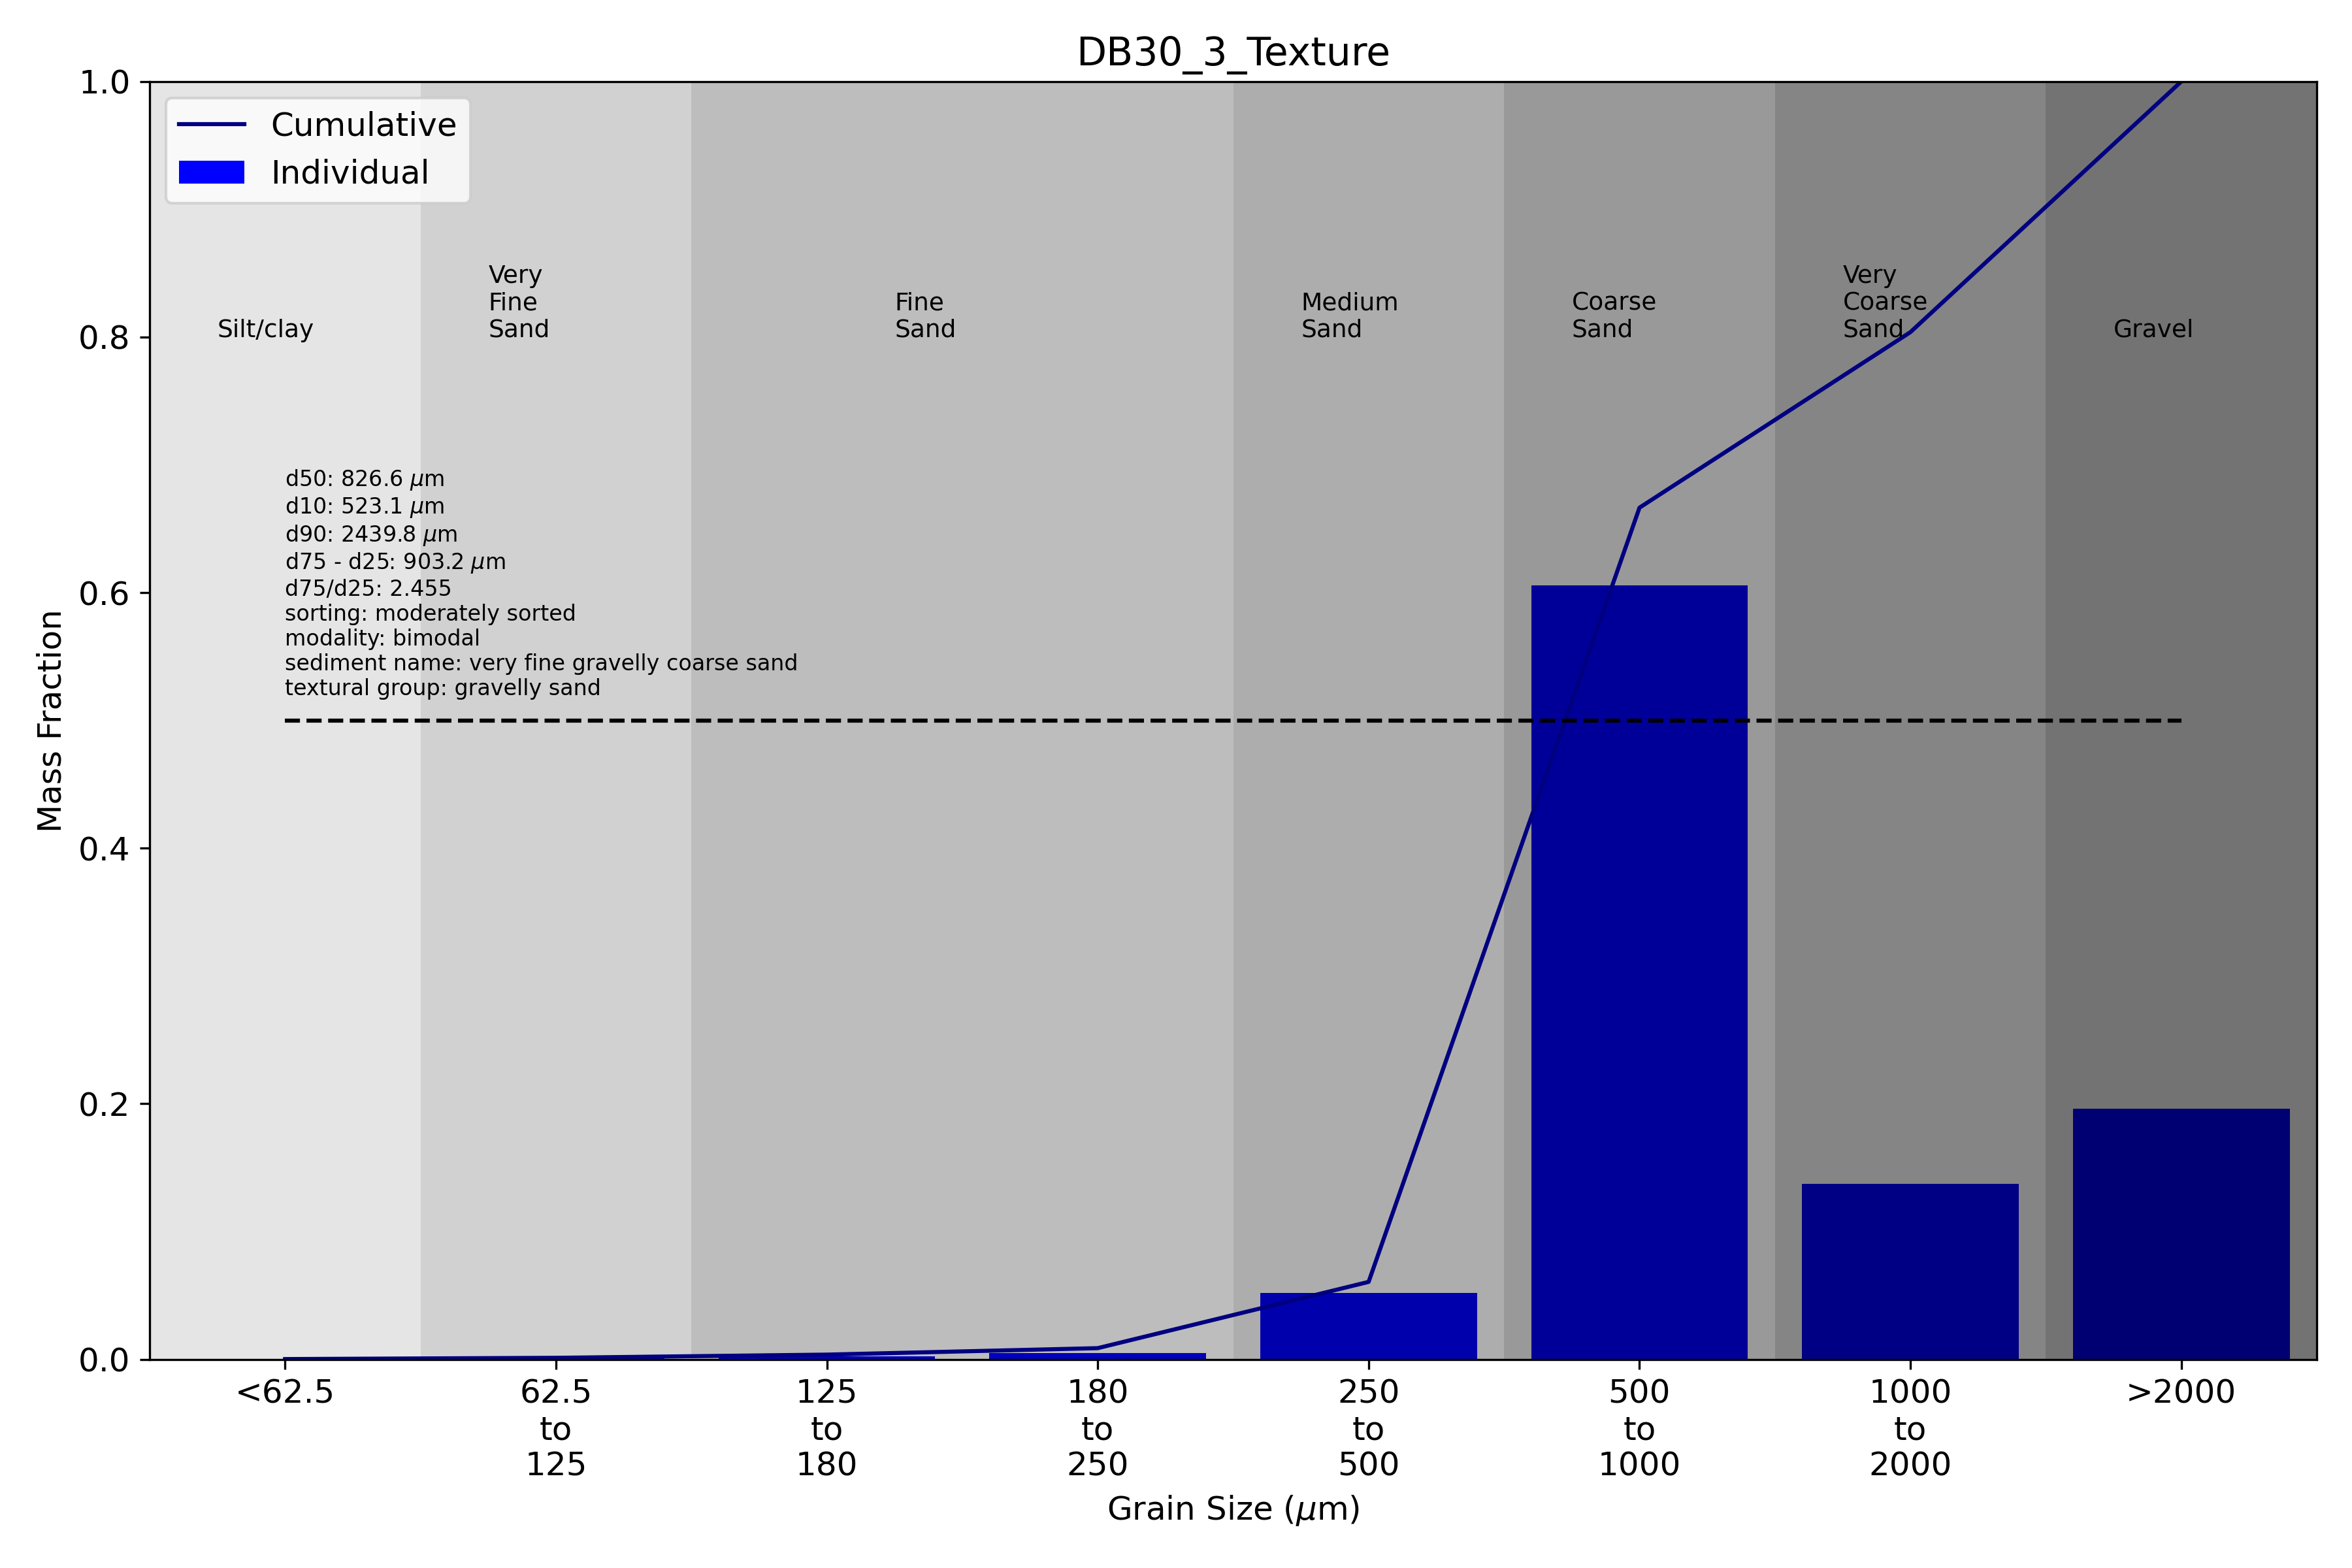 DB30_3_Texture
1.0
0.8
0.6
0.4
0.2
0.0
Mass Fraction
Cumulative
Individual
Silt/clay
Very
Fine
Sand
Fine
Sand
Medium
Sand
Coarse
Sand
Very
Coarse
Sand
Gravel
d50: 826.6 μm
d10: 523.1 μm
d90: 2439.8 μm
d75 - d25: 903.2 μm
d75/d25: 2.455
sorting: moderately sorted
modality: bimodal
sediment name: very fine gravelly coarse sand
textural group: gravelly sand
<62.5
62.5
to
125
125
to
180
180
to
250
250
to
500
500
to
1000
1000
to
2000
>2000
Grain Size (μm)